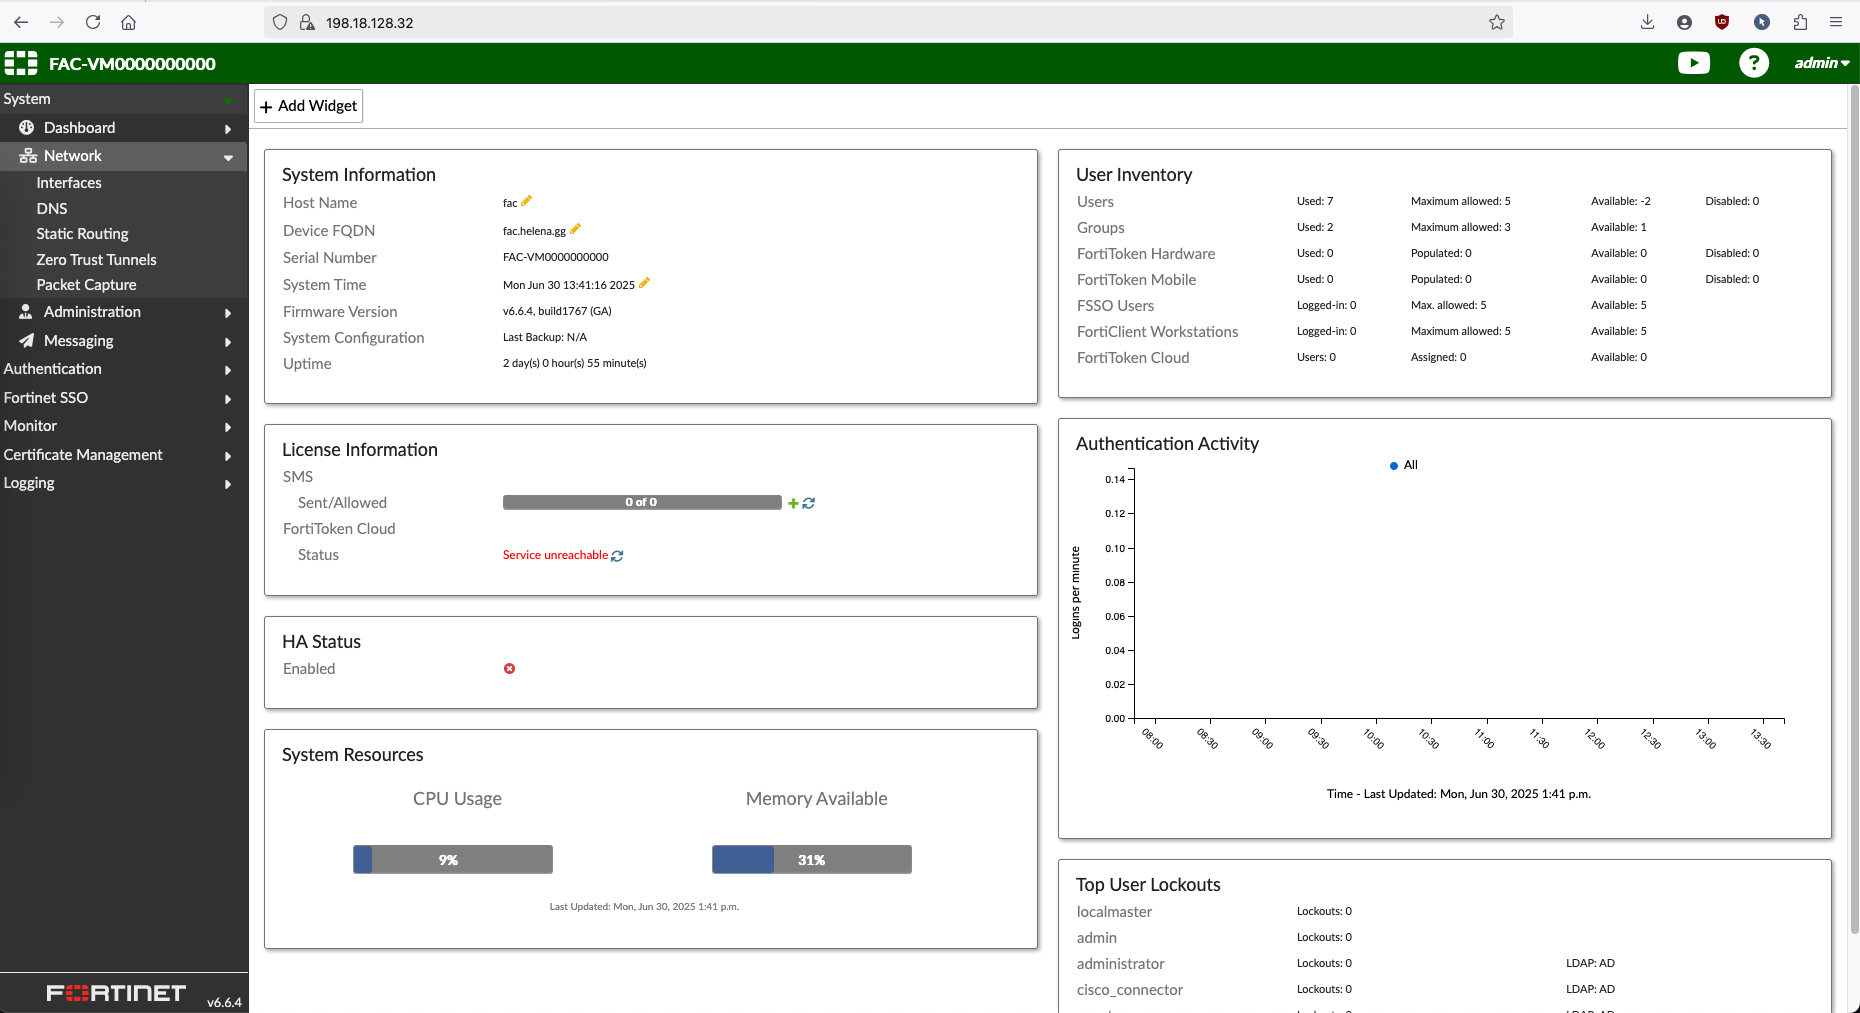 198.18.128.32
FAC-VM0000000000
admin
System
Dashboard
Network
Interfaces
DNS
Static Routing
Zero Trust Tunnels
Packet Capture
Administration
Messaging
Authentication
Fortinet SSO
Monitor
Certificate Management
Logging
FORTINET
v6.6.4
+ Add Widget
System Information
Host Name fac
Device FQDN fac.helena.gg
Serial Number FAC-VM0000000000
System Time Mon Jun 30 13:41:16 2025
Firmware Version v6.6.4, build1767 (GA)
System Configuration Last Backup: N/A
Uptime 2 day(s) 0 hour(s) 55 minute(s)
License Information
SMS
Sent/Allowed 0 of 0
FortiToken Cloud
Status Service unreachable
HA Status
Enabled
System Resources
CPU Usage Memory Available
9% 31%
Last Updated: Mon, Jun 30, 2025 1:41 p.m.
User Inventory
Users Used: 7 Maximum allowed: 5 Available: -2 Disabled: 0
Groups Used: 2 Maximum allowed: 3 Available: 1
FortiToken Hardware Used: 0 Populated: 0 Available: 0 Disabled: 0
FortiToken Mobile Used: 0 Populated: 0 Available: 0 Disabled: 0
FSSO Users Logged-in: 0 Max. allowed: 5 Available: 5
FortiClient Workstations Logged-in: 0 Maximum allowed: 5 Available: 5
FortiToken Cloud Users: 0 Assigned: 0 Available: 0
Authentication Activity
All
Logins per minute
0.14
0.12
0.10
0.08
0.06
0.04
0.02
0.00
08:00 08:30 09:00 09:30 10:00 10:30 11:00 11:30 12:00 12:30 13:00 13:30
Time - Last Updated: Mon, Jun 30, 2025 1:41 p.m.
Top User Lockouts
localmaster Lockouts: 0
admin Lockouts: 0
administrator Lockouts: 0 LDAP: AD
cisco_connector Lockouts: 0 LDAP: AD